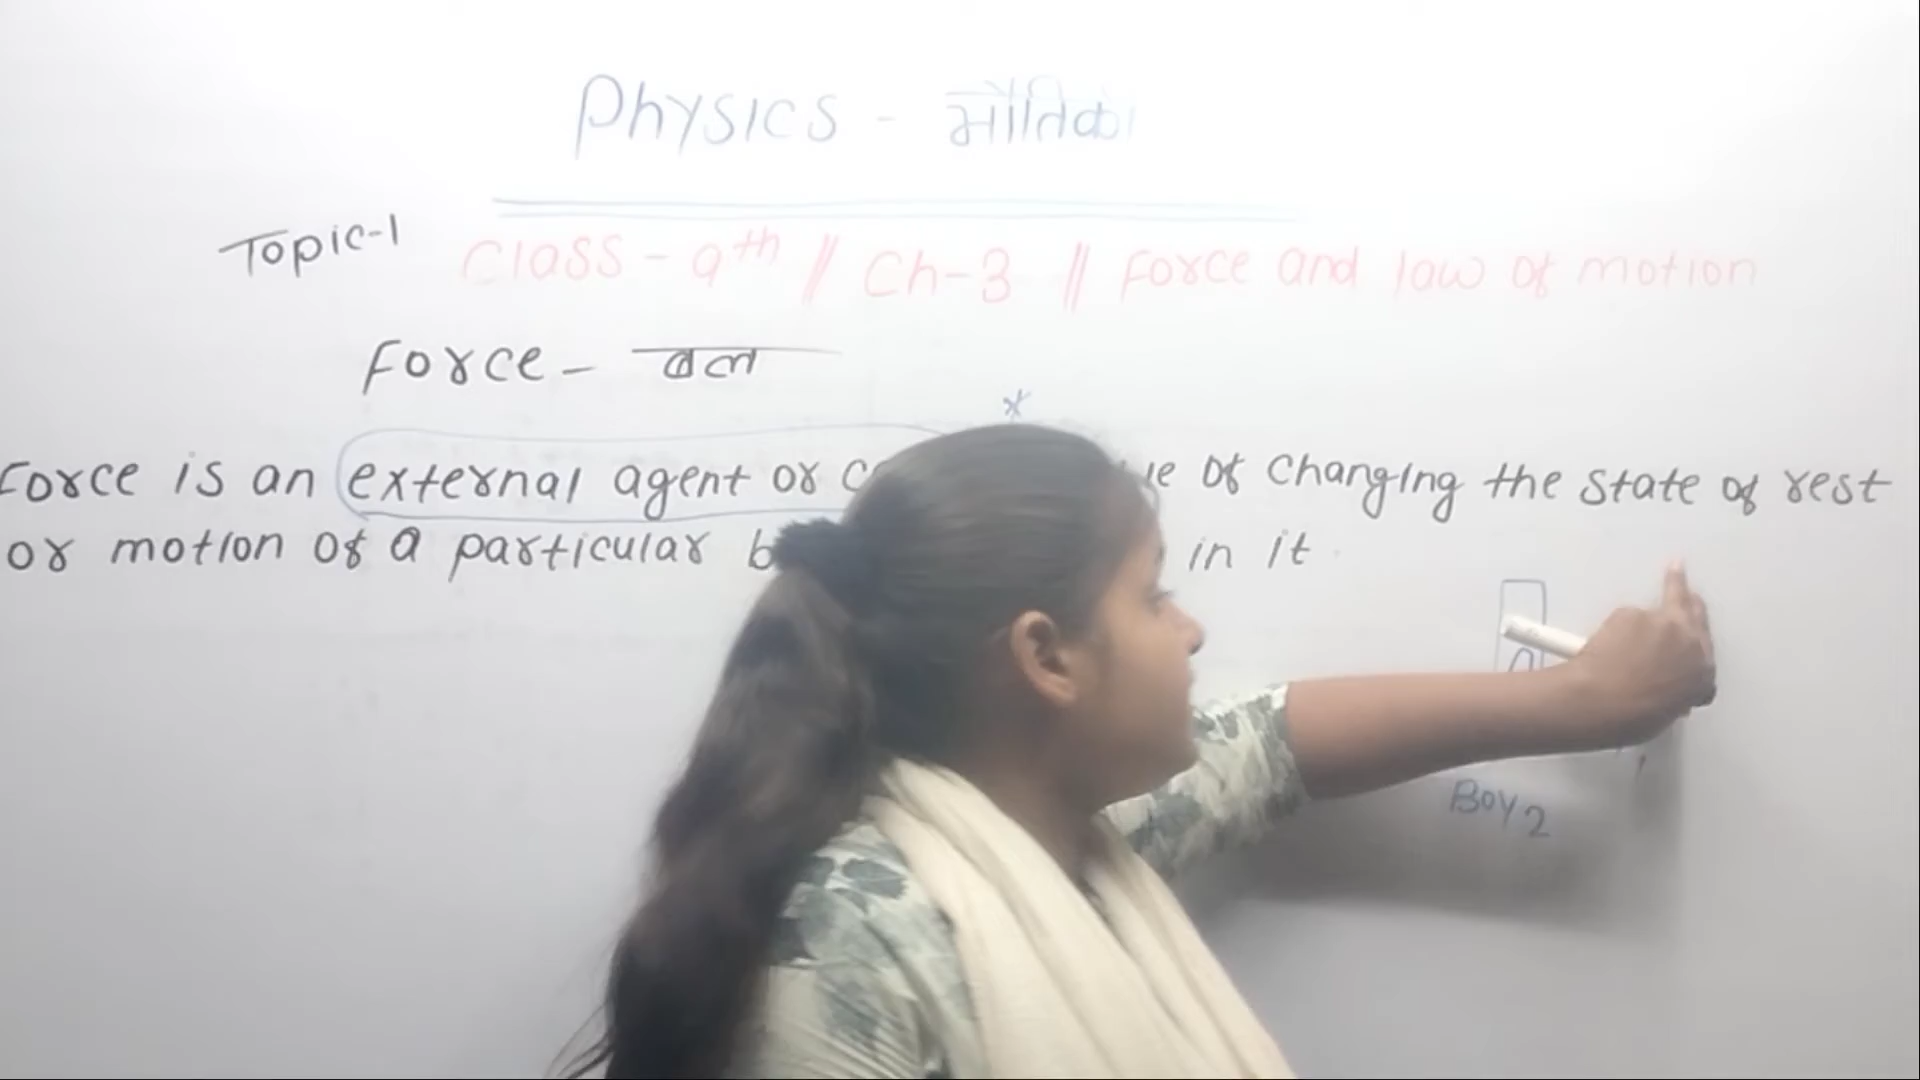 Physics - भौतिकी
Topic-1
Class - 9th // Ch-3 // Force and law of motion
Force - बल
*
Force is an external agent or of changing the state of rest
or motion of a particular in it
Boy 2